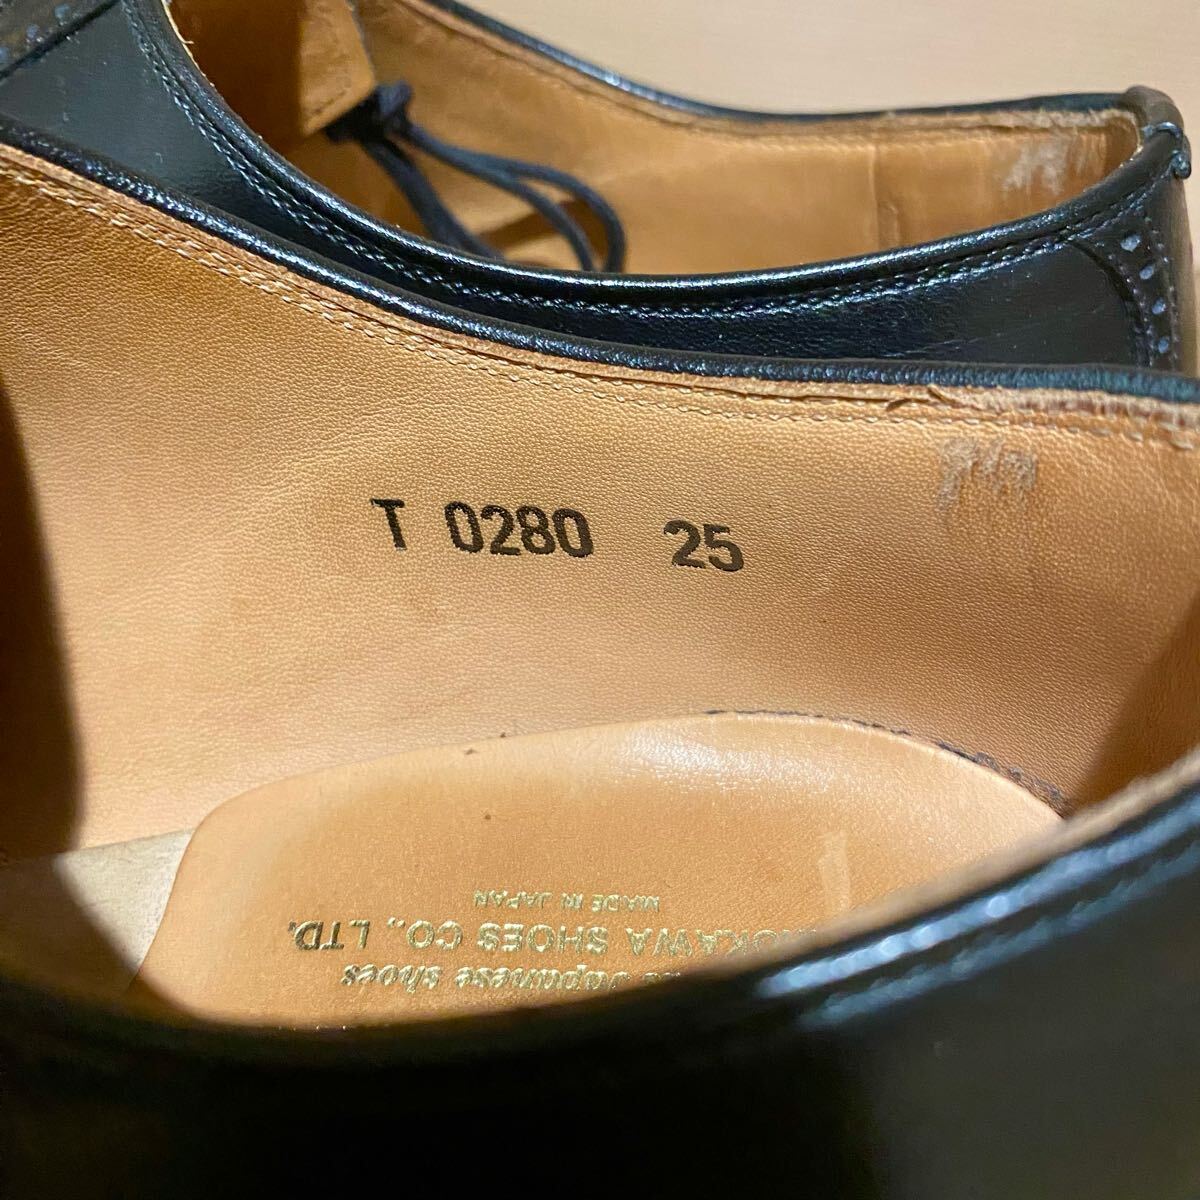 T 0280 25
Japanese shoes
SHOES CO., LTD.
MADE IN JAPAN